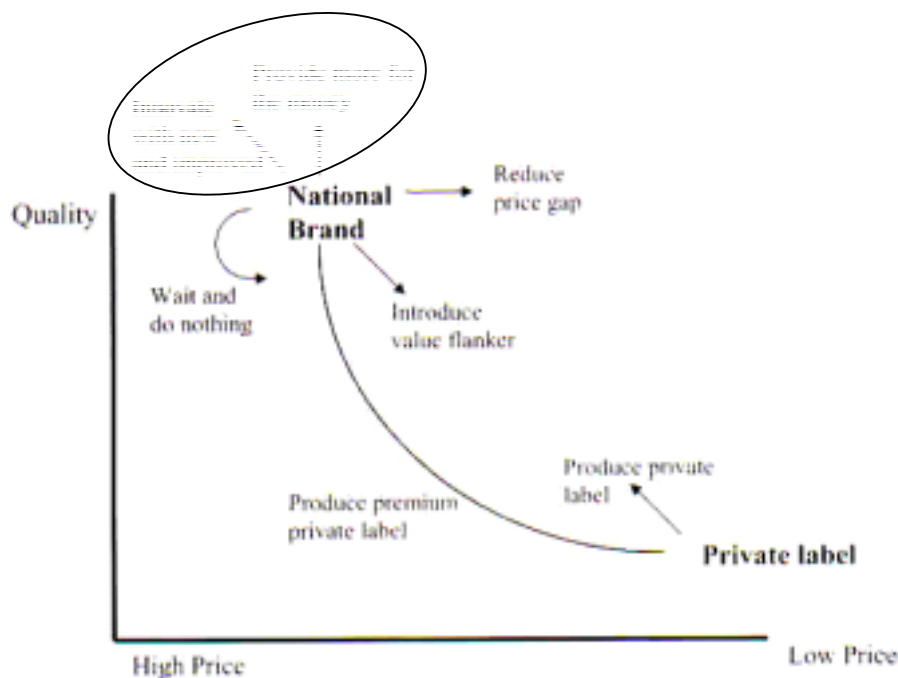 Quality
National
Brand
Reduce
price gap
Wait and
do nothing
Introduce
value flanker
Produce premium
private label
Produce private
label
Private label
High Price
Low Price